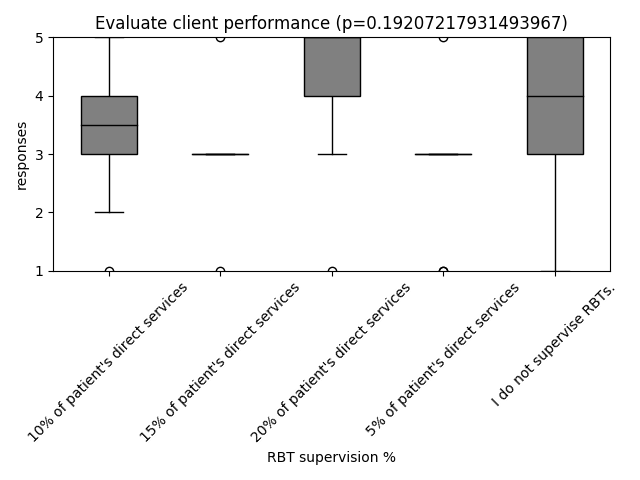 Evaluate client performance (p=0.19207217931493967)
responses
5
4
3
2
1
10% of patient's direct services
15% of patient's direct services
20% of patient's direct services
5% of patient's direct services
I do not supervise RBTs.
RBT supervision %